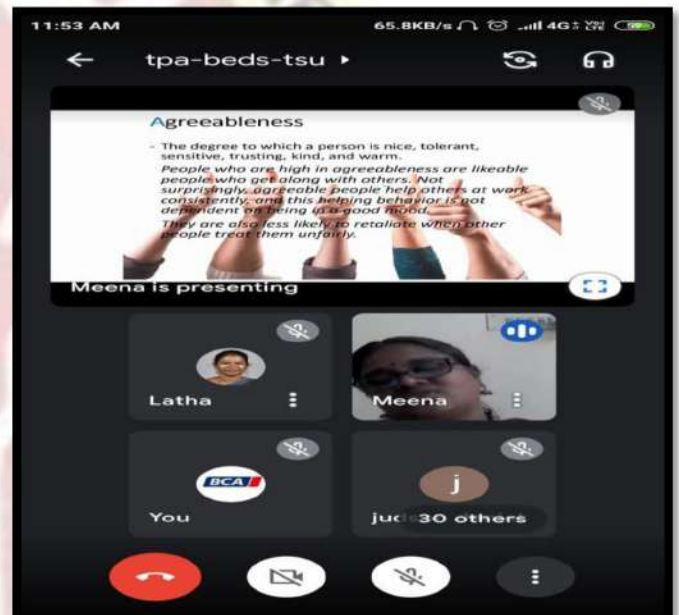 11:53 AM 65.8KB/s 4G+
tpa-beds-tsu
Agreeableness
- The degree to which a person is nice, tolerant,
sensitive, trusting, kind, and warm.
People who are high in agreeableness are likeable
people who get along with others. Not
surprisingly, agreeable people help others at work
consistently, and this helping behavior is not
dependent on being in a good mood.
They are also less likely to retaliate when other
people treat them unfairly.
Meena is presenting
Latha
Meena
BCA
You
j
jud 30 others